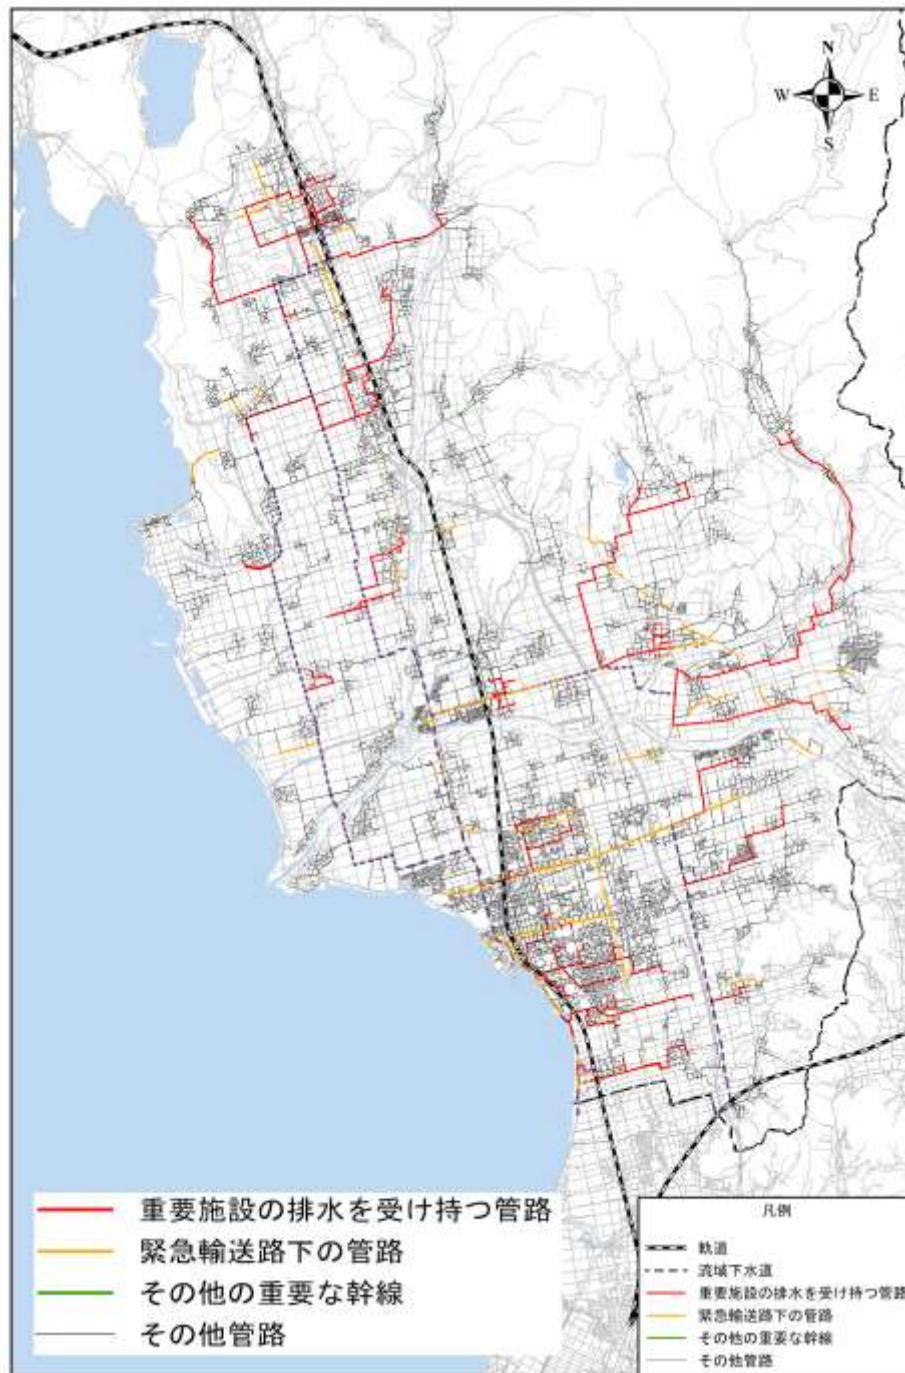 N
W E
S
重要施設の排水を受け持つ管路
緊急輸送路下の管路
その他の重要な幹線
その他管路
凡例
軌道
流域下水道
重要施設の排水を受け持つ管路
緊急輸送路下の管路
その他の重要な幹線
その他管路